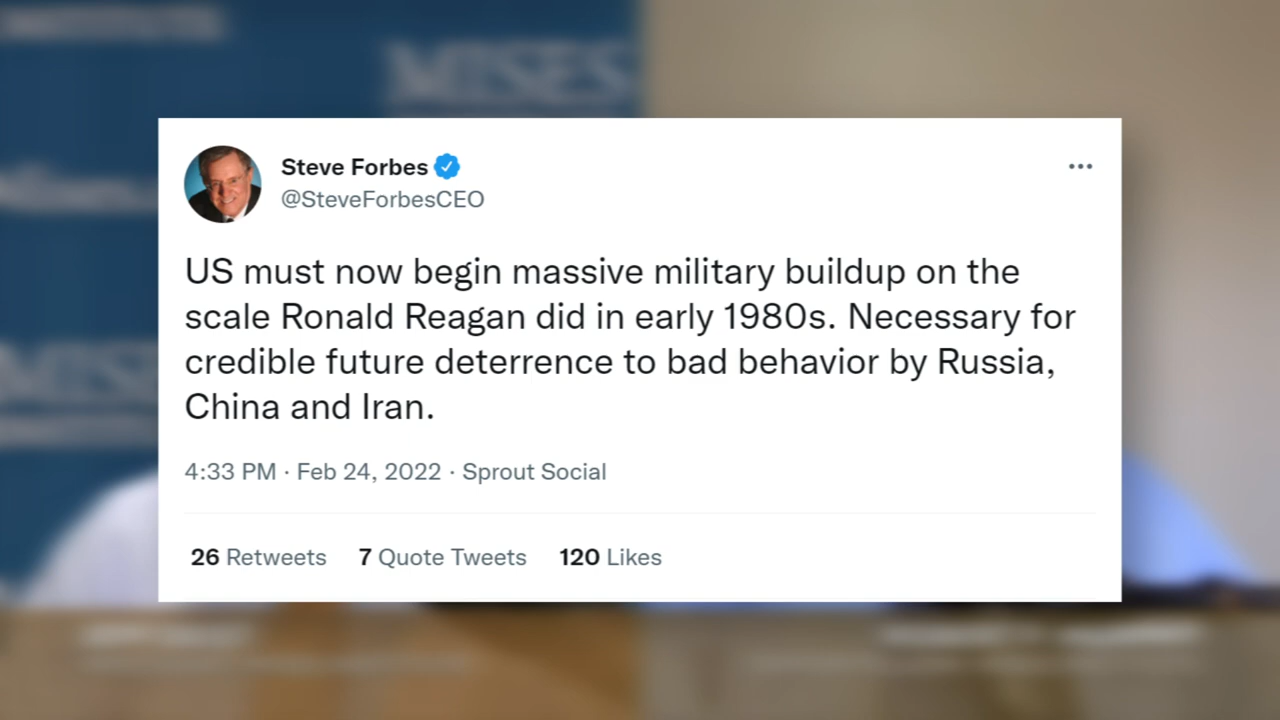 MISES
Steve Forbes
@SteveForbesCEO
US must now begin massive military buildup on the
scale Ronald Reagan did in early 1980s. Necessary for
credible future deterrence to bad behavior by Russia,
China and Iran.
4:33 PM · Feb 24, 2022 · Sprout Social
26 Retweets 7 Quote Tweets 120 Likes